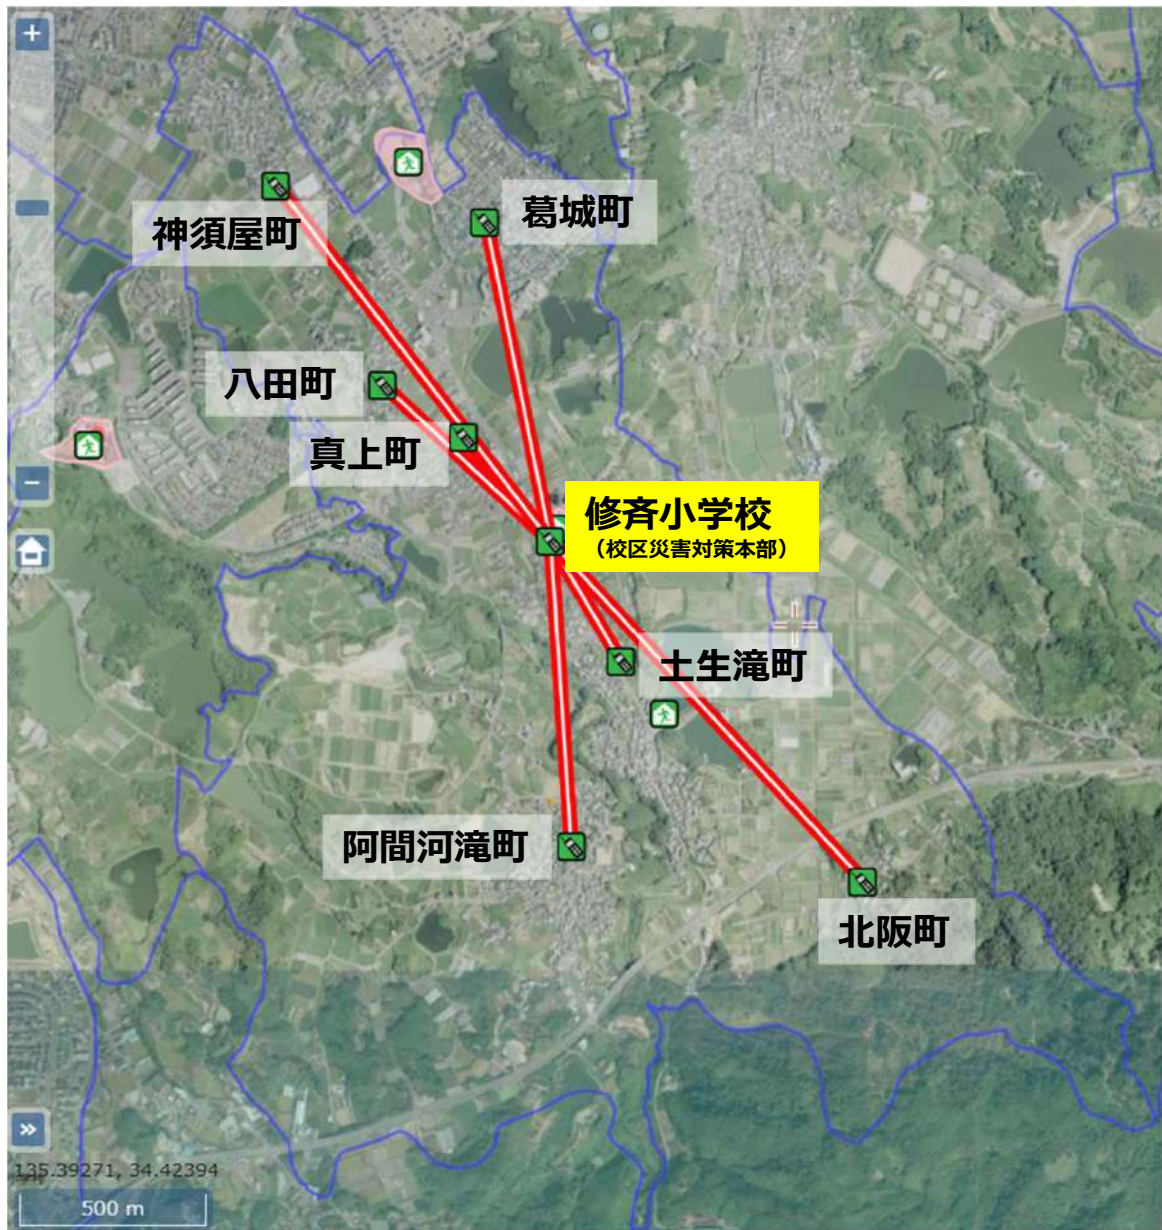 +
葛城町
神須屋町
八田町
真上町
−
修斉小学校
（校区災害対策本部）
土生滝町
阿間河滝町
北阪町
»
135.39271, 34.42394
500 m